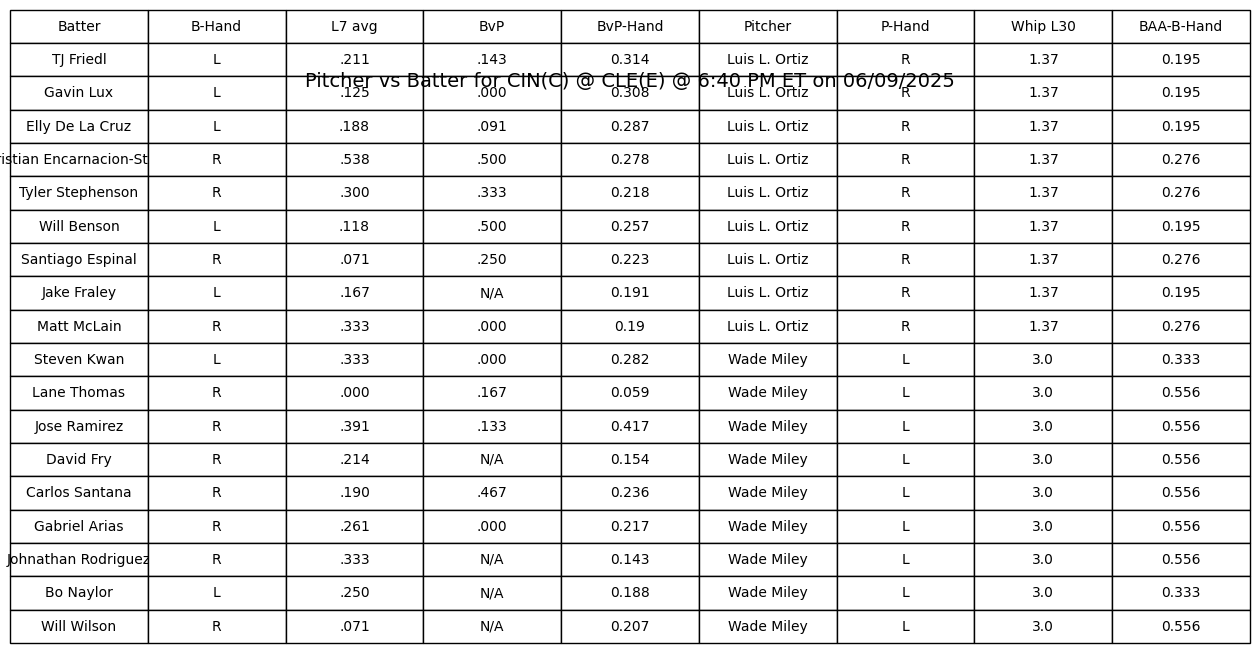 Batter B-Hand L7 avg BvP BvP-Hand Pitcher P-Hand Whip L30 BAA-B-Hand
TJ Friedl L .211 .143 0.314 Luis L. Ortiz R 1.37 0.195
Pitcher vs Batter for CIN(C) @ CLE(E) @ 6:40 PM ET on 06/09/2025
Gavin Lux L .125 .000 0.308 Luis L. Ortiz R 1.37 0.195
Elly De La Cruz L .188 .091 0.287 Luis L. Ortiz R 1.37 0.195
ristian Encarnacion-St R .538 .500 0.278 Luis L. Ortiz R 1.37 0.276
Tyler Stephenson R .300 .333 0.218 Luis L. Ortiz R 1.37 0.276
Will Benson L .118 .500 0.257 Luis L. Ortiz R 1.37 0.195
Santiago Espinal R .071 .250 0.223 Luis L. Ortiz R 1.37 0.276
Jake Fraley L .167 N/A 0.191 Luis L. Ortiz R 1.37 0.195
Matt McLain R .333 .000 0.19 Luis L. Ortiz R 1.37 0.276
Steven Kwan L .333 .000 0.282 Wade Miley L 3.0 0.333
Lane Thomas R .000 .167 0.059 Wade Miley L 3.0 0.556
Jose Ramirez R .391 .133 0.417 Wade Miley L 3.0 0.556
David Fry R .214 N/A 0.154 Wade Miley L 3.0 0.556
Carlos Santana R .190 .467 0.236 Wade Miley L 3.0 0.556
Gabriel Arias R .261 .000 0.217 Wade Miley L 3.0 0.556
Johnathan Rodriguez R .333 N/A 0.143 Wade Miley L 3.0 0.556
Bo Naylor L .250 N/A 0.188 Wade Miley L 3.0 0.333
Will Wilson R .071 N/A 0.207 Wade Miley L 3.0 0.556